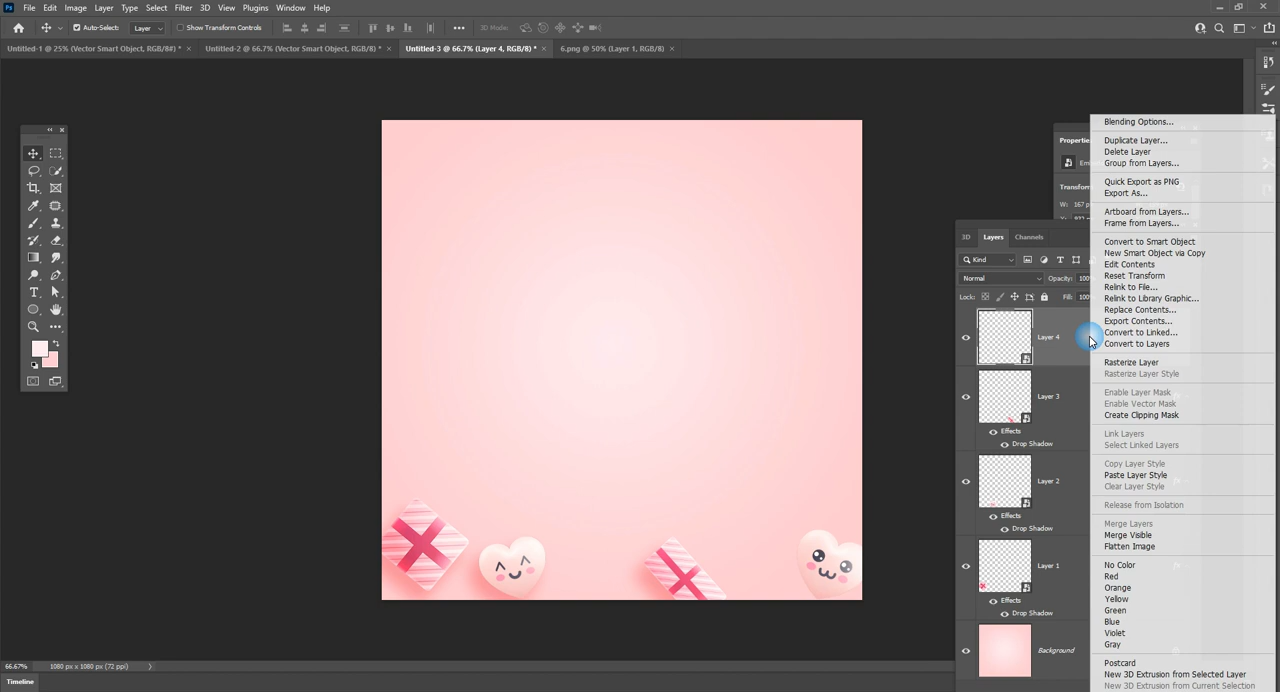 Ps File Edit Image Layer Type Select Filter 3D View Plugins Window Help
Auto-Select: Layer Show Transform Controls 3D Mode:
Untitled-1 @ 25% (Vector Smart Object, RGB/8#) * × Untitled-2 @ 66.7% (Vector Smart Object, RGB/8) * × Untitled-3 @ 66.7% (Layer 4, RGB/8) * × 6.png @ 50% (Layer 1, RGB/8) ×
Properties
Transform
W: 167
3D Layers Channels
Kind
Normal Opacity: 100
Lock: Fill: 100
Layer 4
Layer 3
Effects
Drop Shadow
Layer 2
Effects
Drop Shadow
Layer 1
Effects
Drop Shadow
Background
Blending Options...
Duplicate Layer...
Delete Layer
Group from Layers...
Quick Export as PNG
Export As...
Artboard from Layers...
Frame from Layers...
Convert to Smart Object
New Smart Object via Copy
Edit Contents
Reset Transform
Relink to File...
Relink to Library Graphic...
Replace Contents...
Export Contents...
Convert to Linked...
Convert to Layers
Rasterize Layer
Rasterize Layer Style
Enable Layer Mask
Enable Vector Mask
Create Clipping Mask
Link Layers
Select Linked Layers
Copy Layer Style
Paste Layer Style
Clear Layer Style
Release from Isolation
Merge Layers
Merge Visible
Flatten Image
No Color
Red
Orange
Yellow
Green
Blue
Violet
Gray
Postcard
New 3D Extrusion from Selected Layer
New 3D Extrusion from Current Selection
66.67% 1080 px x 1080 px (72 ppi)
Timeline